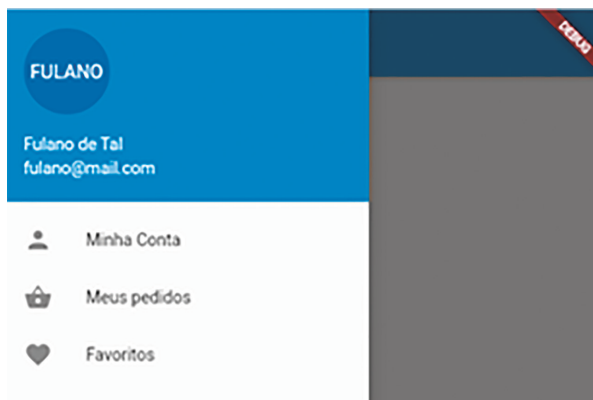 DEBUG
FULANO
Fulano de Tal
fulano@mail.com
Minha Conta
Meus pedidos
Favoritos